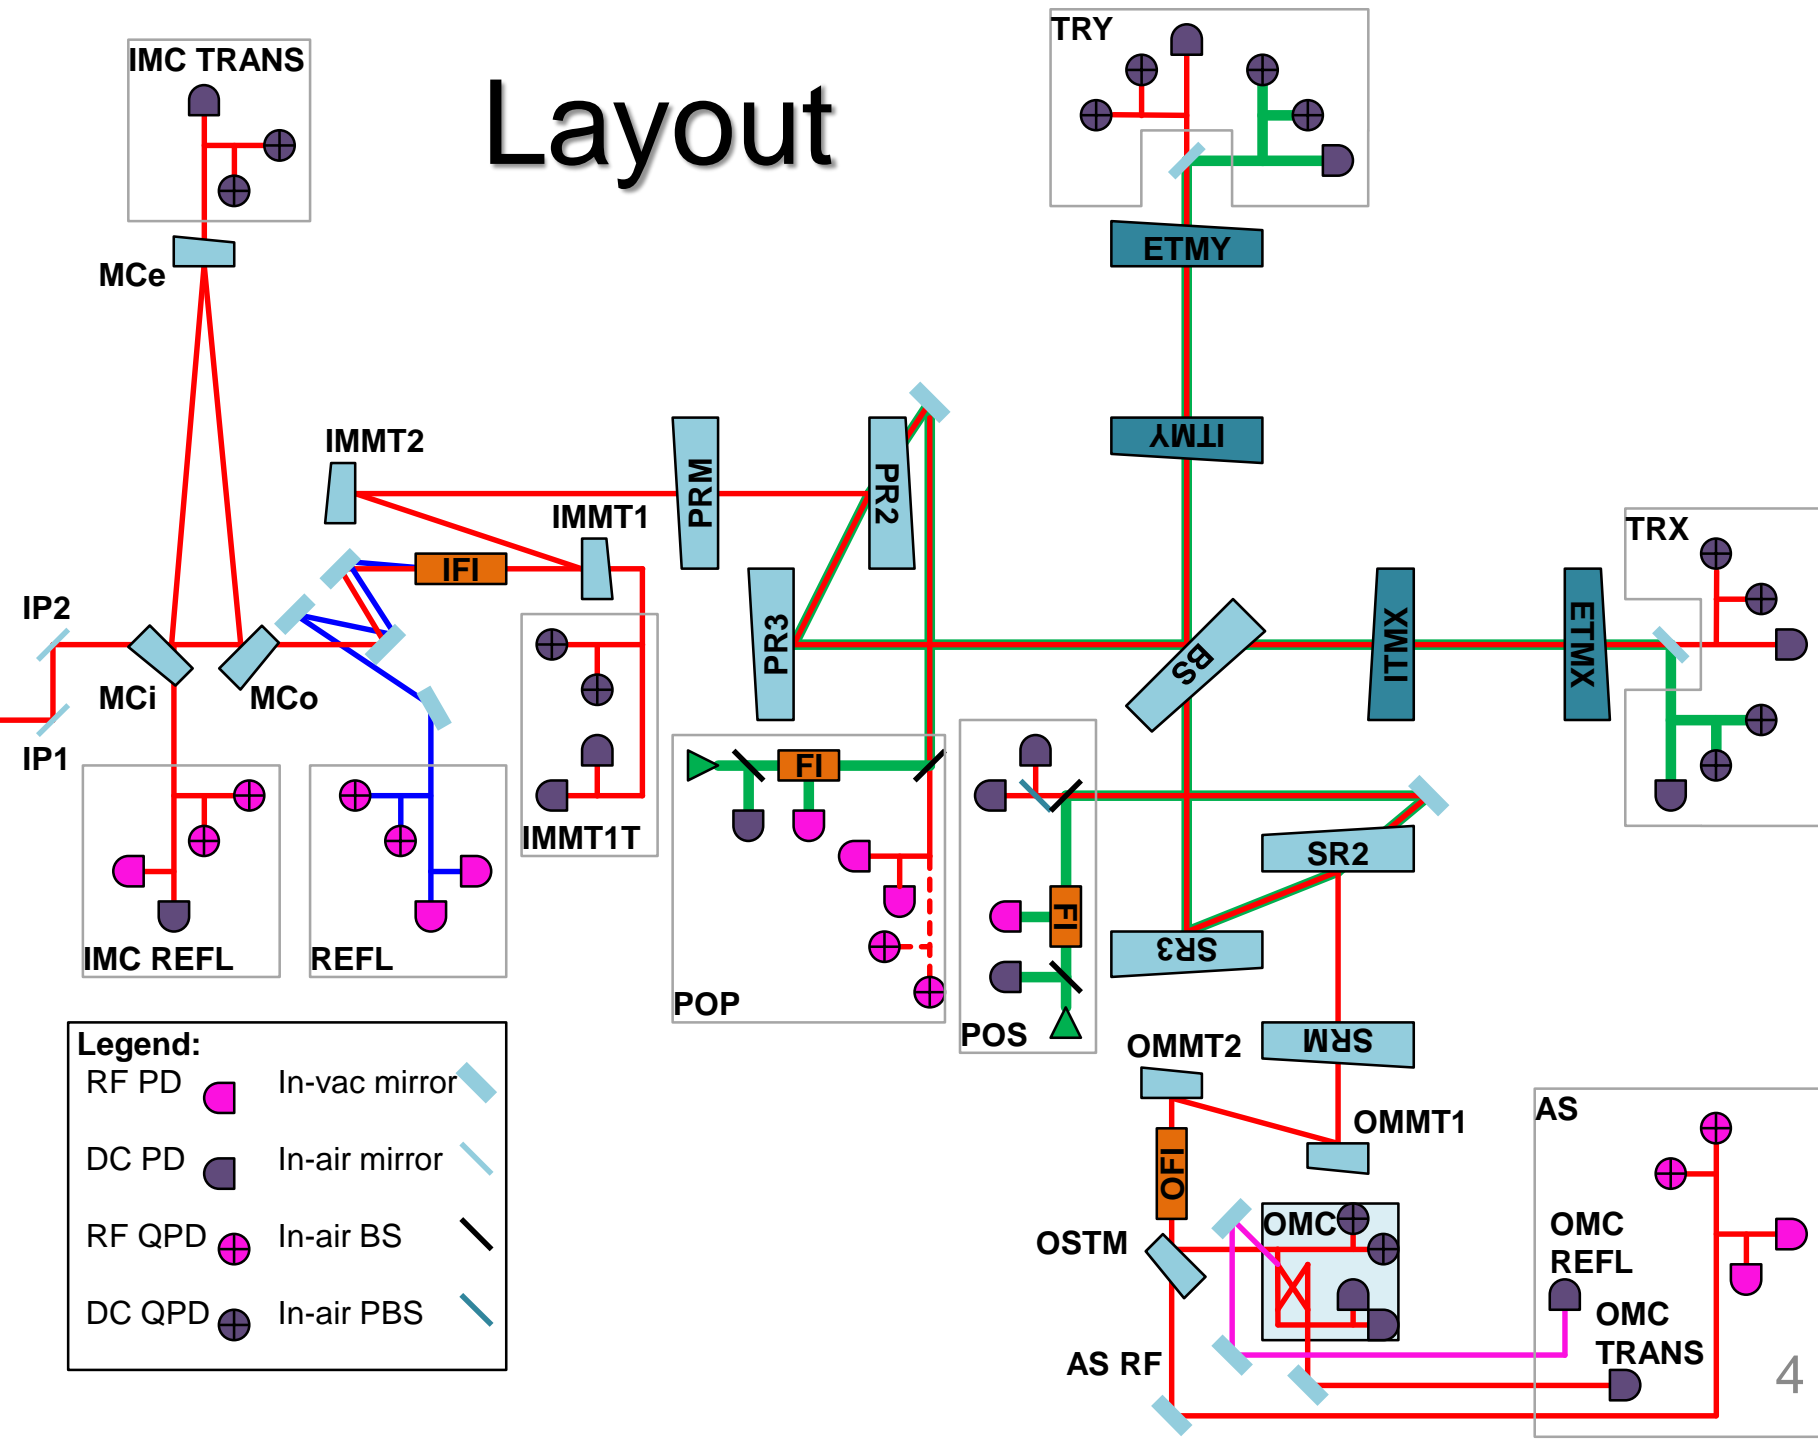 Layout
IMC TRANS
TRY
MCe
ETMY
ITMY
IMMT2
IMMT1
PRM
PR2
IFI
TRX
IP2
MCi
MCo
PR3
BS
ITMX
ETMX
IP1
FI
IMMT1T
SR2
FI
IMC REFL
REFL
SR3
POP
POS
SRM
OMMT2
OMMT1
AS
OFI
OSTM
OMC
OMC
REFL
OMC
TRANS
AS RF
Legend:
RF PD
In-vac mirror
DC PD
In-air mirror
RF QPD
In-air BS
DC QPD
In-air PBS
4